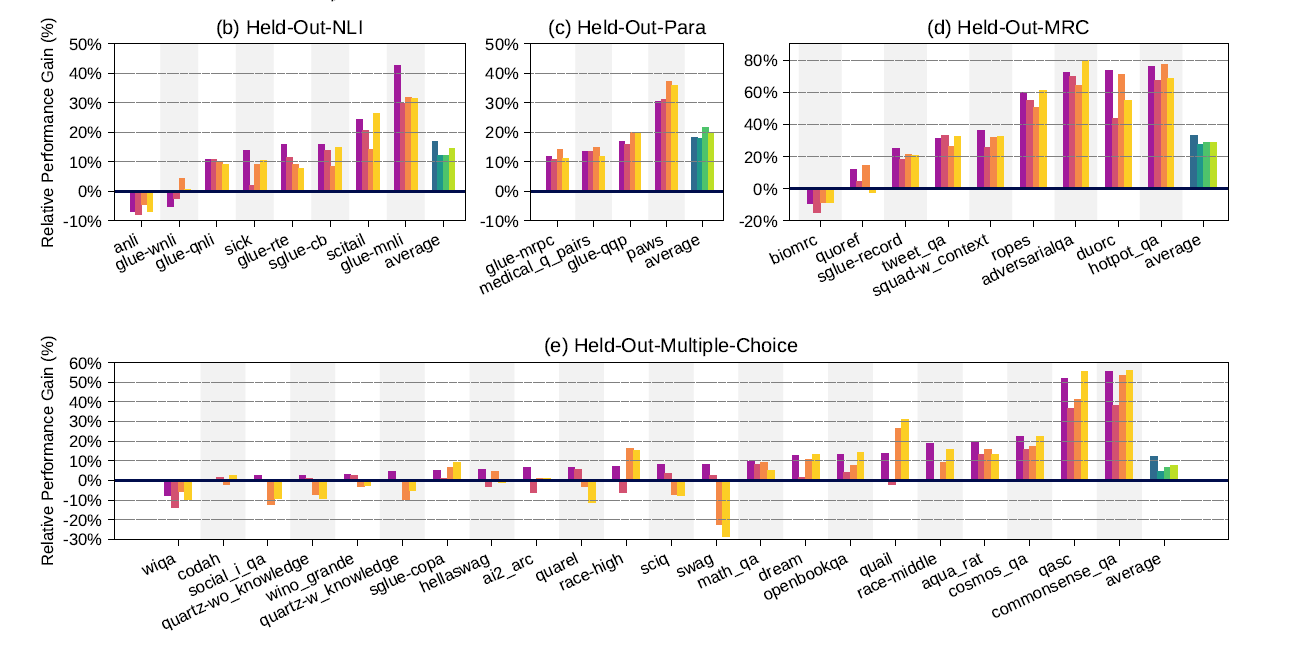 (b) Held-Out-NLI
(c) Held-Out-Para
(d) Held-Out-MRC
Relative Performance Gain (%)
50%
40%
30%
20%
10%
0%
-10%
anli
glue-wnli
glue-qnli
sick
glue-rte
sglue-cb
scitail
glue-mnli
average
50%
40%
30%
20%
10%
0%
-10%
glue-mrpc
medical_q_pairs
glue-qqp
paws
average
80%
60%
40%
20%
0%
-20%
biomrc
quoref
sglue-record
tweet_qa
squad-w_context
ropes
adversarialqa
duorc
hotpot_qa
average
(e) Held-Out-Multiple-Choice
Relative Performance Gain (%)
60%
50%
40%
30%
20%
10%
0%
-10%
-20%
-30%
wiqa
codah
social_i_qa
quartz-wo_knowledge
wino_grande
quartz-w_knowledge
sglue-copa
hellaswag
ai2_arc
quarel
race-high
sciq
swag
math_qa
dream
openbookqa
quail
race-middle
aqua_rat
cosmos_qa
qasc
commonsense_qa
average